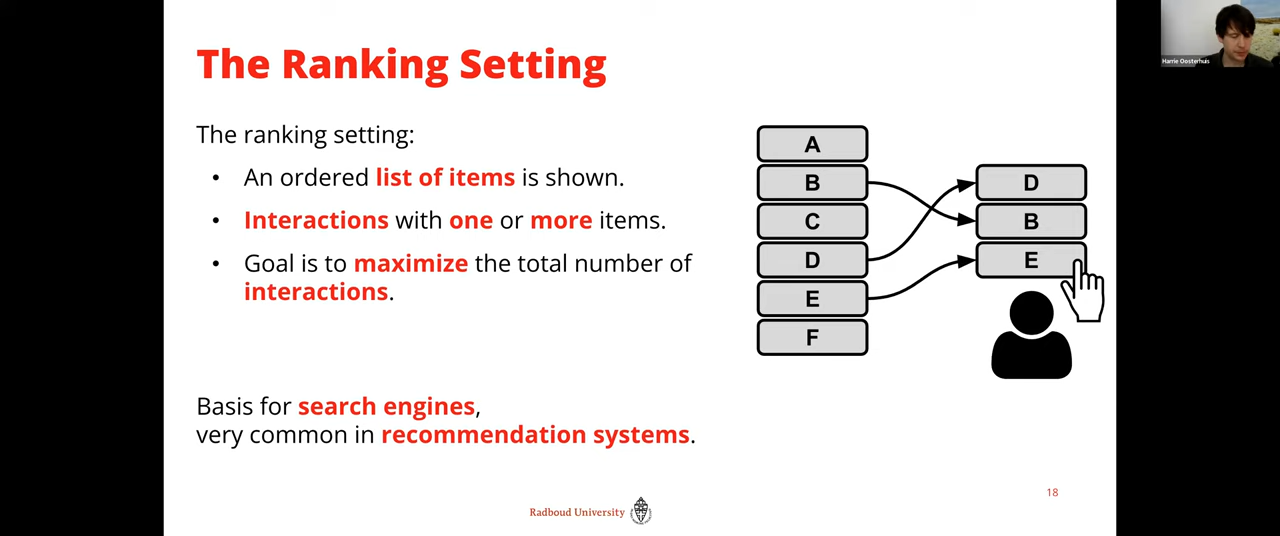 The Ranking Setting
The ranking setting:
• An ordered list of items is shown.
• Interactions with one or more items.
• Goal is to maximize the total number of
interactions.
Basis for search engines,
very common in recommendation systems.
A
B
C
D
E
F
D
B
E
18
Radboud University
Harrie Oosterhuis